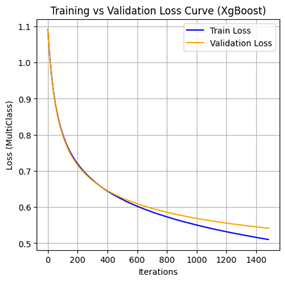 Training vs Validation Loss Curve (XgBoost)
Train Loss
Validation Loss
1.1
1.0
0.9
0.8
0.7
0.6
0.5
Loss (MultiClass)
0 200 400 600 800 1000 1200 1400
Iterations